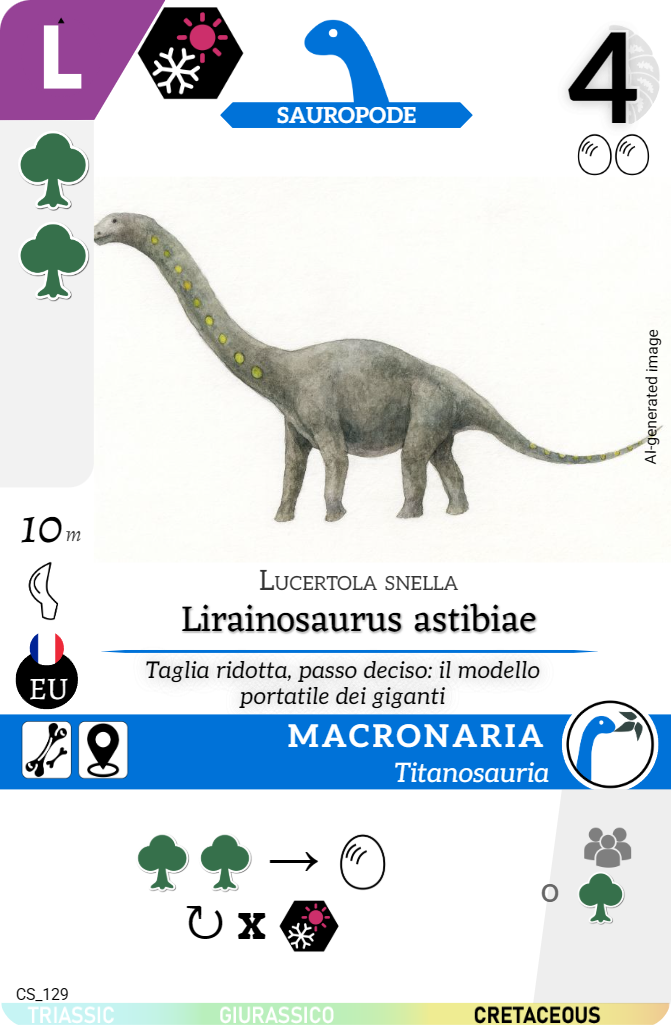 L
SAUROPODE
4
AI-generated image
10 m
LUCERTOLA SNELLA
Lirainosaurus astibiae
EU
Taglia ridotta, passo deciso: il modello
portatile dei giganti
MACRONARIA
Titanosauria
x
O
CS_129
TRIASSIC GIURASSICO CRETACEOUS